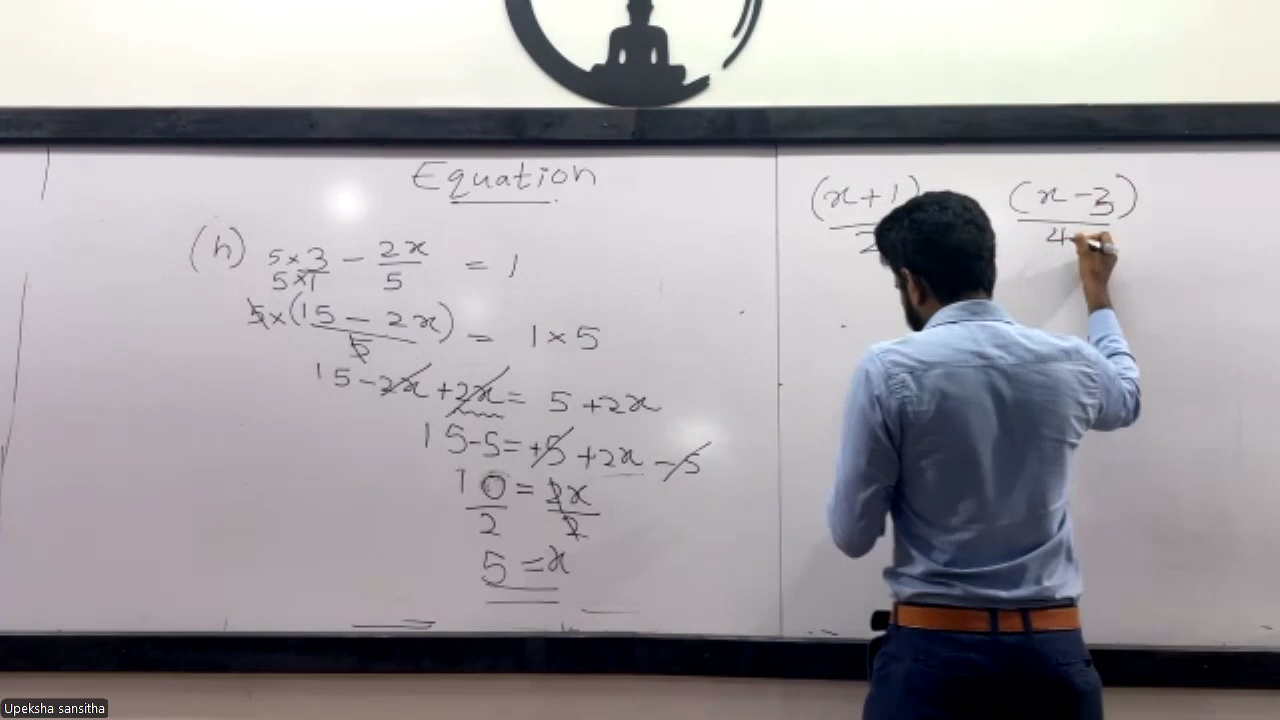 Equation
(h) 5×3/5×1 − 2x/5 = 1
5×(15 − 2x)/5 = 1×5
15−2x+2x= 5+2x
15−5=+5+2x−5
10/2 = 2x/2
5=x
(x+1)/2 (x−3)/4
Upeksha sansitha